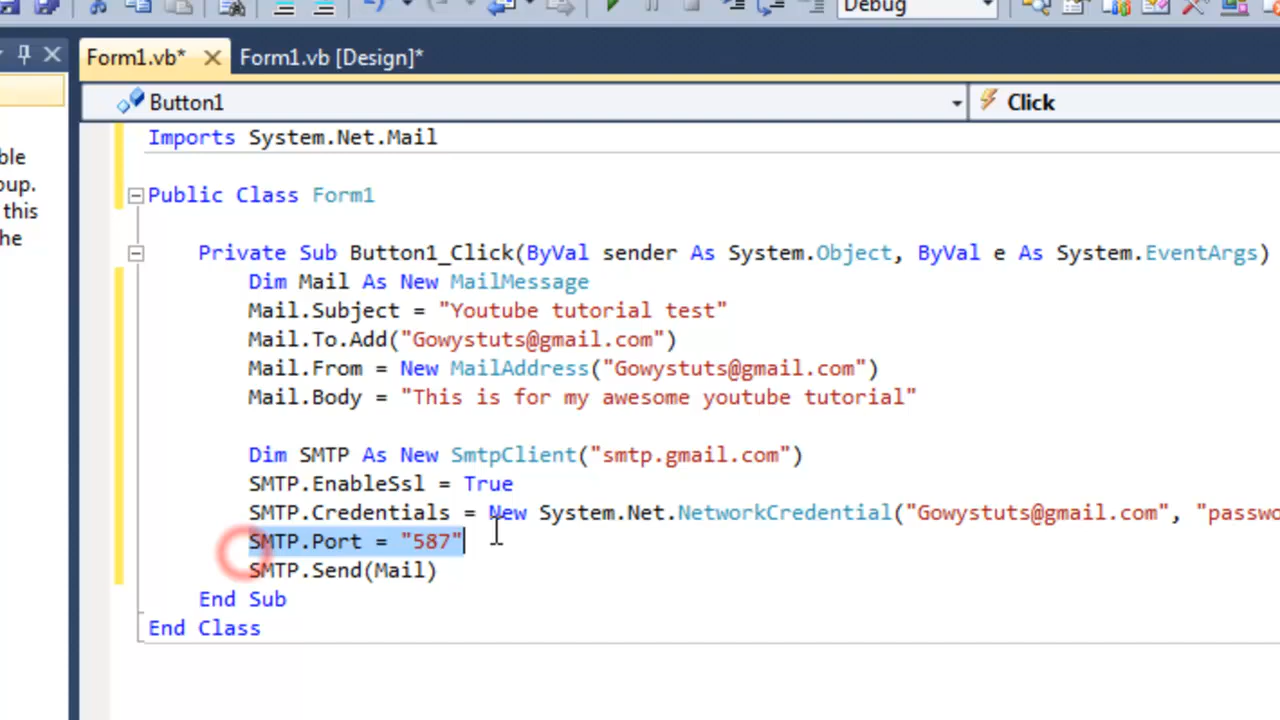 Debug
Form1.vb*
Form1.vb [Design]*
Button1
Click
ble
oup.
this
he
Imports System.Net.Mail
Public Class Form1
Private Sub Button1_Click(ByVal sender As System.Object, ByVal e As System.EventArgs)
Dim Mail As New MailMessage
Mail.Subject = "Youtube tutorial test"
Mail.To.Add("Gowystuts@gmail.com")
Mail.From = New MailAddress("Gowystuts@gmail.com")
Mail.Body = "This is for my awesome youtube tutorial"
Dim SMTP As New SmtpClient("smtp.gmail.com")
SMTP.EnableSsl = True
SMTP.Credentials = New System.Net.NetworkCredential("Gowystuts@gmail.com", "passwo
SMTP.Port = "587"
SMTP.Send(Mail)
End Sub
End Class